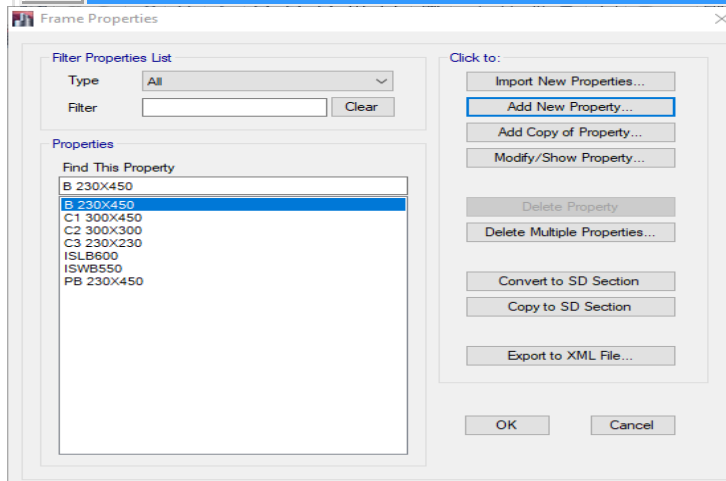 Frame Properties
Filter Properties List
Type All
Filter Clear
Properties
Find This Property
B 230X450
B 230X450
C1 300X450
C2 300X300
C3 230X230
ISLB600
ISWB550
PB 230X450
Click to:
Import New Properties...
Add New Property...
Add Copy of Property...
Modify/Show Property...
Delete Property
Delete Multiple Properties...
Convert to SD Section
Copy to SD Section
Export to XML File...
OK Cancel